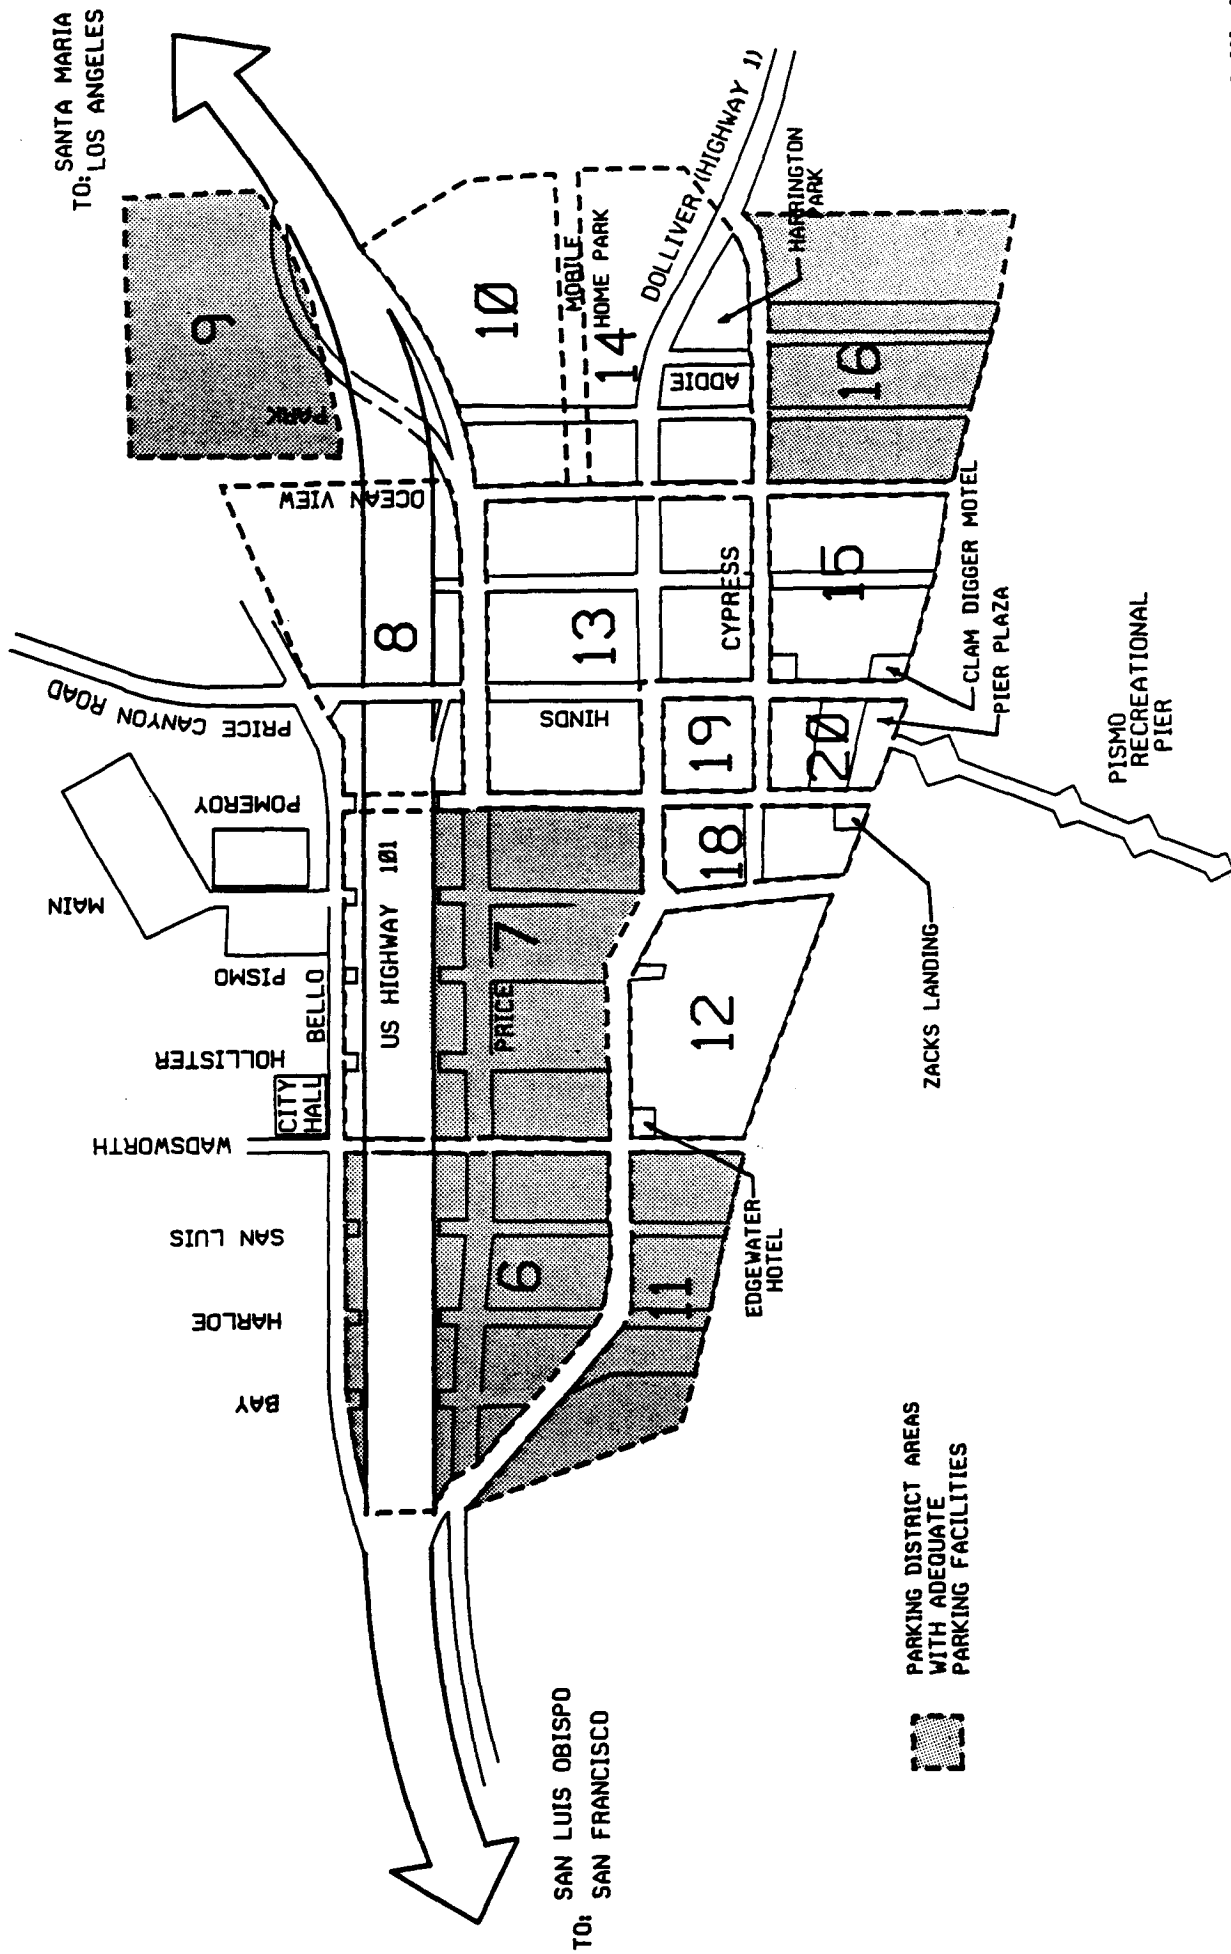 TO: SANTA MARIA
LOS ANGELES
PRICE CANYON ROAD
MAIN
POMEROY
PISMO
HOLLISTER
WADSWORTH
SAN LUIS
HARLOE
BAY
CITY
HALL
BELLO
PARK
OCEAN VIEW
US HIGHWAY 101
PRICE
HINDS
MOBILE
HOME PARK
DOLLIVER (HIGHWAY 1)
ADDIE
CYPRESS
HARRINGTON
PARK
6
7
8
9
10
11
12
13
14
15
16
18
19
20
EDGEWATER
HOTEL
ZACKS LANDING
CLAM DIGGER MOTEL
PIER PLAZA
PISMO
RECREATIONAL
PIER
TO: SAN LUIS OBISPO
SAN FRANCISCO
PARKING DISTRICT AREAS
WITH ADEQUATE
PARKING FACILITIES